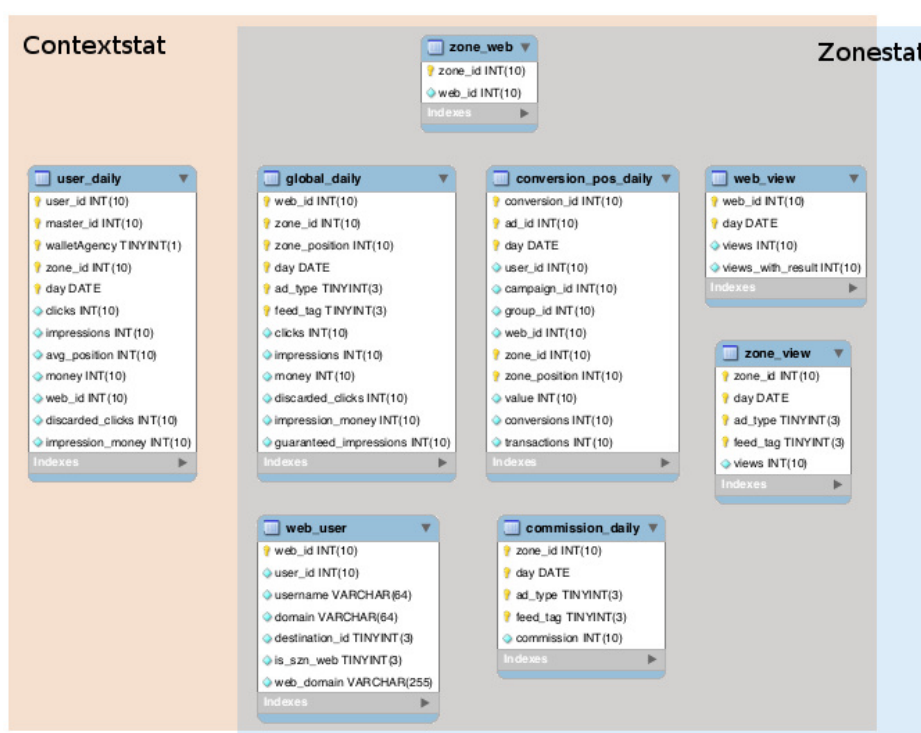 Contextstat
Zonestat
zone_web
zone_id INT(10)
web_id INT(10)
Indexes
user_daily
user_id INT(10)
master_id INT(10)
walletAgency TINYINT(1)
zone_id INT(10)
day DATE
clicks INT(10)
impressions INT(10)
avg_position INT(10)
money INT(10)
web_id INT(10)
discarded_clicks INT(10)
impression_money INT(10)
Indexes
global_daily
web_id INT(10)
zone_id INT(10)
zone_position INT(10)
day DATE
ad_type TINYINT(3)
feed_tag TINYINT(3)
clicks INT(10)
impressions INT(10)
money INT(10)
discarded_clicks INT(10)
impression_money INT(10)
guaranteed_impressions INT(10)
Indexes
conversion_pos_daily
conversion_id INT(10)
ad_id INT(10)
day DATE
user_id INT(10)
campaign_id INT(10)
group_id INT(10)
web_id INT(10)
zone_id INT(10)
zone_position INT(10)
value INT(10)
conversions INT(10)
transactions INT(10)
Indexes
web_view
web_id INT(10)
day DATE
views INT(10)
views_with_result INT(10)
Indexes
zone_view
zone_id INT(10)
day DATE
ad_type TINYINT(3)
feed_tag TINYINT(3)
views INT(10)
Indexes
web_user
web_id INT(10)
user_id INT(10)
username VARCHAR(64)
domain VARCHAR(64)
destination_id TINYINT(3)
is_szn_web TINYINT(3)
web_domain VARCHAR(255)
Indexes
commission_daily
zone_id INT(10)
day DATE
ad_type TINYINT(3)
feed_tag TINYINT(3)
commission INT(10)
Indexes